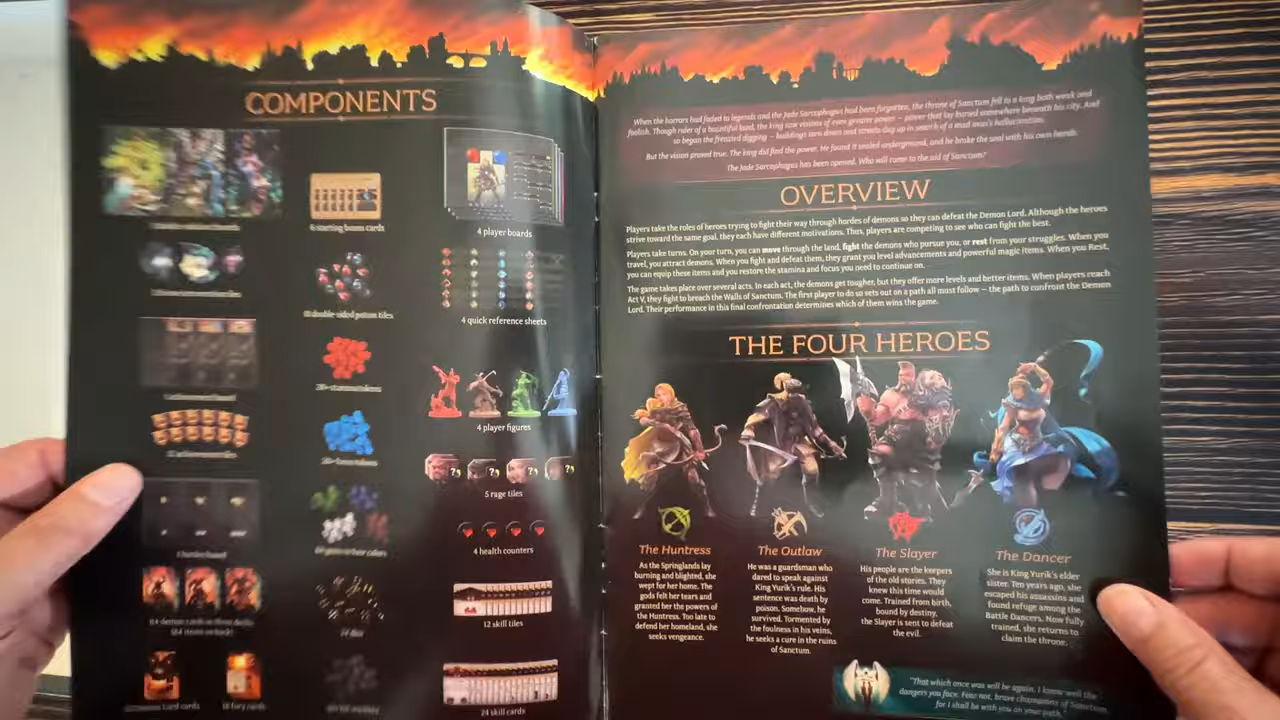 COMPONENTS
6 starting boon cards
4 player boards
18 double-sided potion tiles
4 quick reference sheets
4 player figures
5 rage tiles
4 health counters
12 skill tiles
24 skill cards
18 fury cards
When the horrors had faded to legends and the Jade Sarcophagus had been forgotten, the throne of Sanctum fell to a king both weak and
foolish. Though ruler of a bountiful land, the king saw visions of even greater power – power that lay buried somewhere beneath his city. And
so began the frenzied digging – buildings torn down and streets dug up in search of a mad man's hallucination.
But the vision proved true. The king did find the power. He found it sealed underground, and he broke the seal with his own hands.
The Jade Sarcophagus has been opened. Who will come to the aid of Sanctum?
OVERVIEW
Players take the roles of heroes trying to fight their way through hordes of demons so they can defeat the Demon Lord. Although the heroes
strive toward the same goal, they each have different motivations. Thus, players are competing to see who can fight the best.
Players take turns. On your turn, you can move through the land, fight the demons who pursue you, or rest from your struggles. When you
travel, you attract demons. When you fight and defeat them, they grant you level advancements and powerful magic items. When you Rest,
you can equip these items and you restore the stamina and focus you need to continue on.
The game takes place over several acts. In each act, the demons get tougher, but they offer more levels and better items. When players reach
Act V, they fight to breach the Walls of Sanctum. The first player to do so sets out on a path all must follow – the path to confront the Demon
Lord. Their performance in this final confrontation determines which of them wins the game.
THE FOUR HEROES
The Huntress
As the Springlands lay
burning and blighted, she
wept for her home. The
gods felt her tears and
granted her the powers of
the Huntress. Too late to
defend her homeland, she
seeks vengeance.
The Outlaw
He was a guardsman who
dared to speak against
King Yurik's rule. His
sentence was death by
poison. Somehow, he
survived. Tormented by
the foulness in his veins,
he seeks a cure in the ruins
of Sanctum.
The Slayer
His people are the keepers
of the old stories. They
knew this time would
come. Trained from birth,
bound by destiny,
the Slayer is sent to defeat
the evil.
The Dancer
She is King Yurik's elder
sister. Ten years ago, she
escaped his assassins and
found refuge among the
Battle Dancers. Now fully
trained, she returns to
claim the throne.
"That which once was will be again. I know well the
dangers you face. Fear not, brave champions of Sanctum,
for I shall be with you on your path."